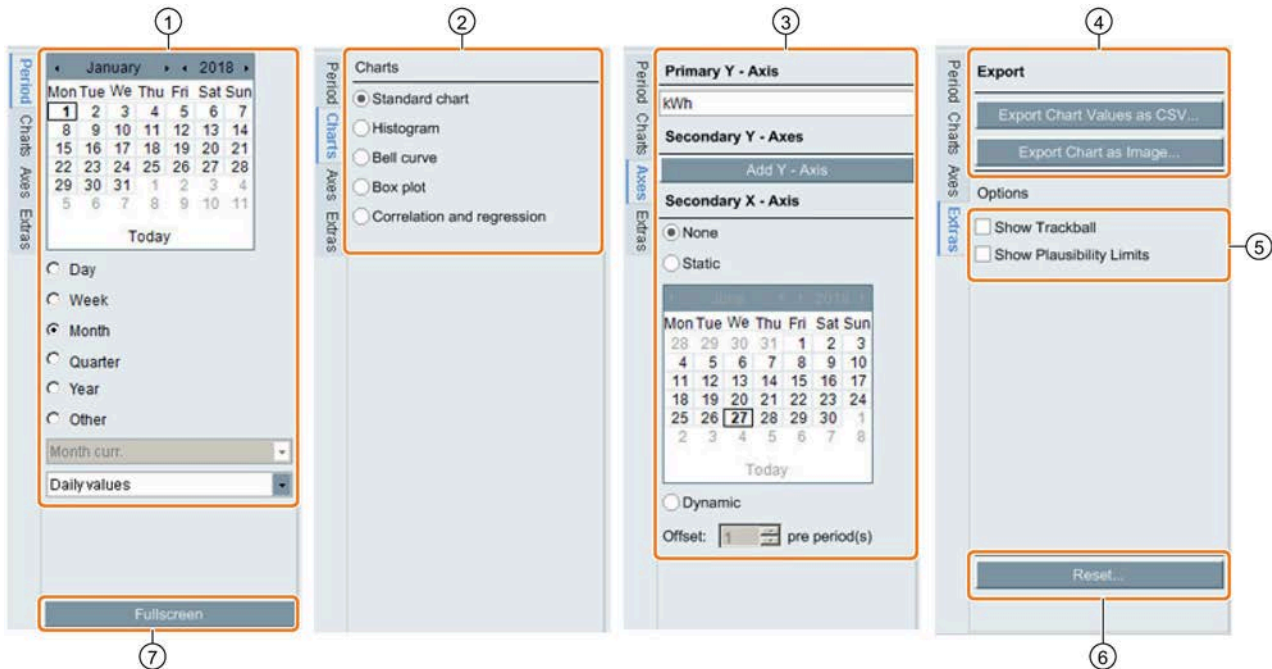 1
2
3
4
Period
Charts
Axes
Extras
January 2018
Mon Tue We Thu Fri Sat Sun
1 2 3 4 5 6 7
8 9 10 11 12 13 14
15 16 17 18 19 20 21
22 23 24 25 26 27 28
29 30 31 1 2 3 4
5 6 7 8 9 10 11
Today
Day
Week
Month
Quarter
Year
Other
Month curr.
Daily values
Fullscreen
7
Period
Charts
Axes
Extras
Charts
Standard chart
Histogram
Bell curve
Box plot
Correlation and regression
Period
Charts
Axes
Extras
Primary Y - Axis
kWh
Secondary Y - Axes
Add Y - Axis
Secondary X - Axis
None
Static
June 2018
Mon Tue We Thu Fri Sat Sun
28 29 30 31 1 2 3
4 5 6 7 8 9 10
11 12 13 14 15 16 17
18 19 20 21 22 23 24
25 26 27 28 29 30 1
2 3 4 5 6 7 8
Today
Dynamic
Offset: 1 pre period(s)
Period
Charts
Axes
Extras
Export
Export Chart Values as CSV...
Export Chart as Image...
Options
Show Trackball
Show Plausibility Limits
5
Reset...
6